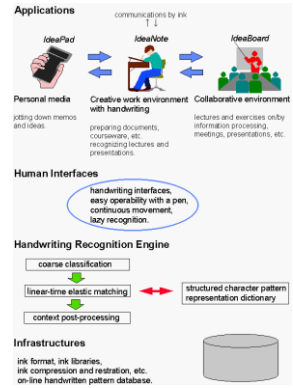 Applications
communications by ink
IdeaPad
IdeaNote
IdeaBoard
Personal media
jotting down memos
and ideas.
Creative work environment
with handwriting
preparing documents,
courseware, etc.
recognizing lectures and
presentations.
Collaborative environment
lectures and exercises on/by
information processing,
meetings, presentations, etc.
Human Interfaces
handwriting interfaces,
easy operability with a pen,
continuous movement,
lazy recognition.
Handwriting Recognition Engine
coarse classification
linear-time elastic matching
context post-processing
structured character pattern
representation dictionary
Infrastructures
ink format, ink libraries,
ink compression and restration, etc.
on-line handwritten pattern database.